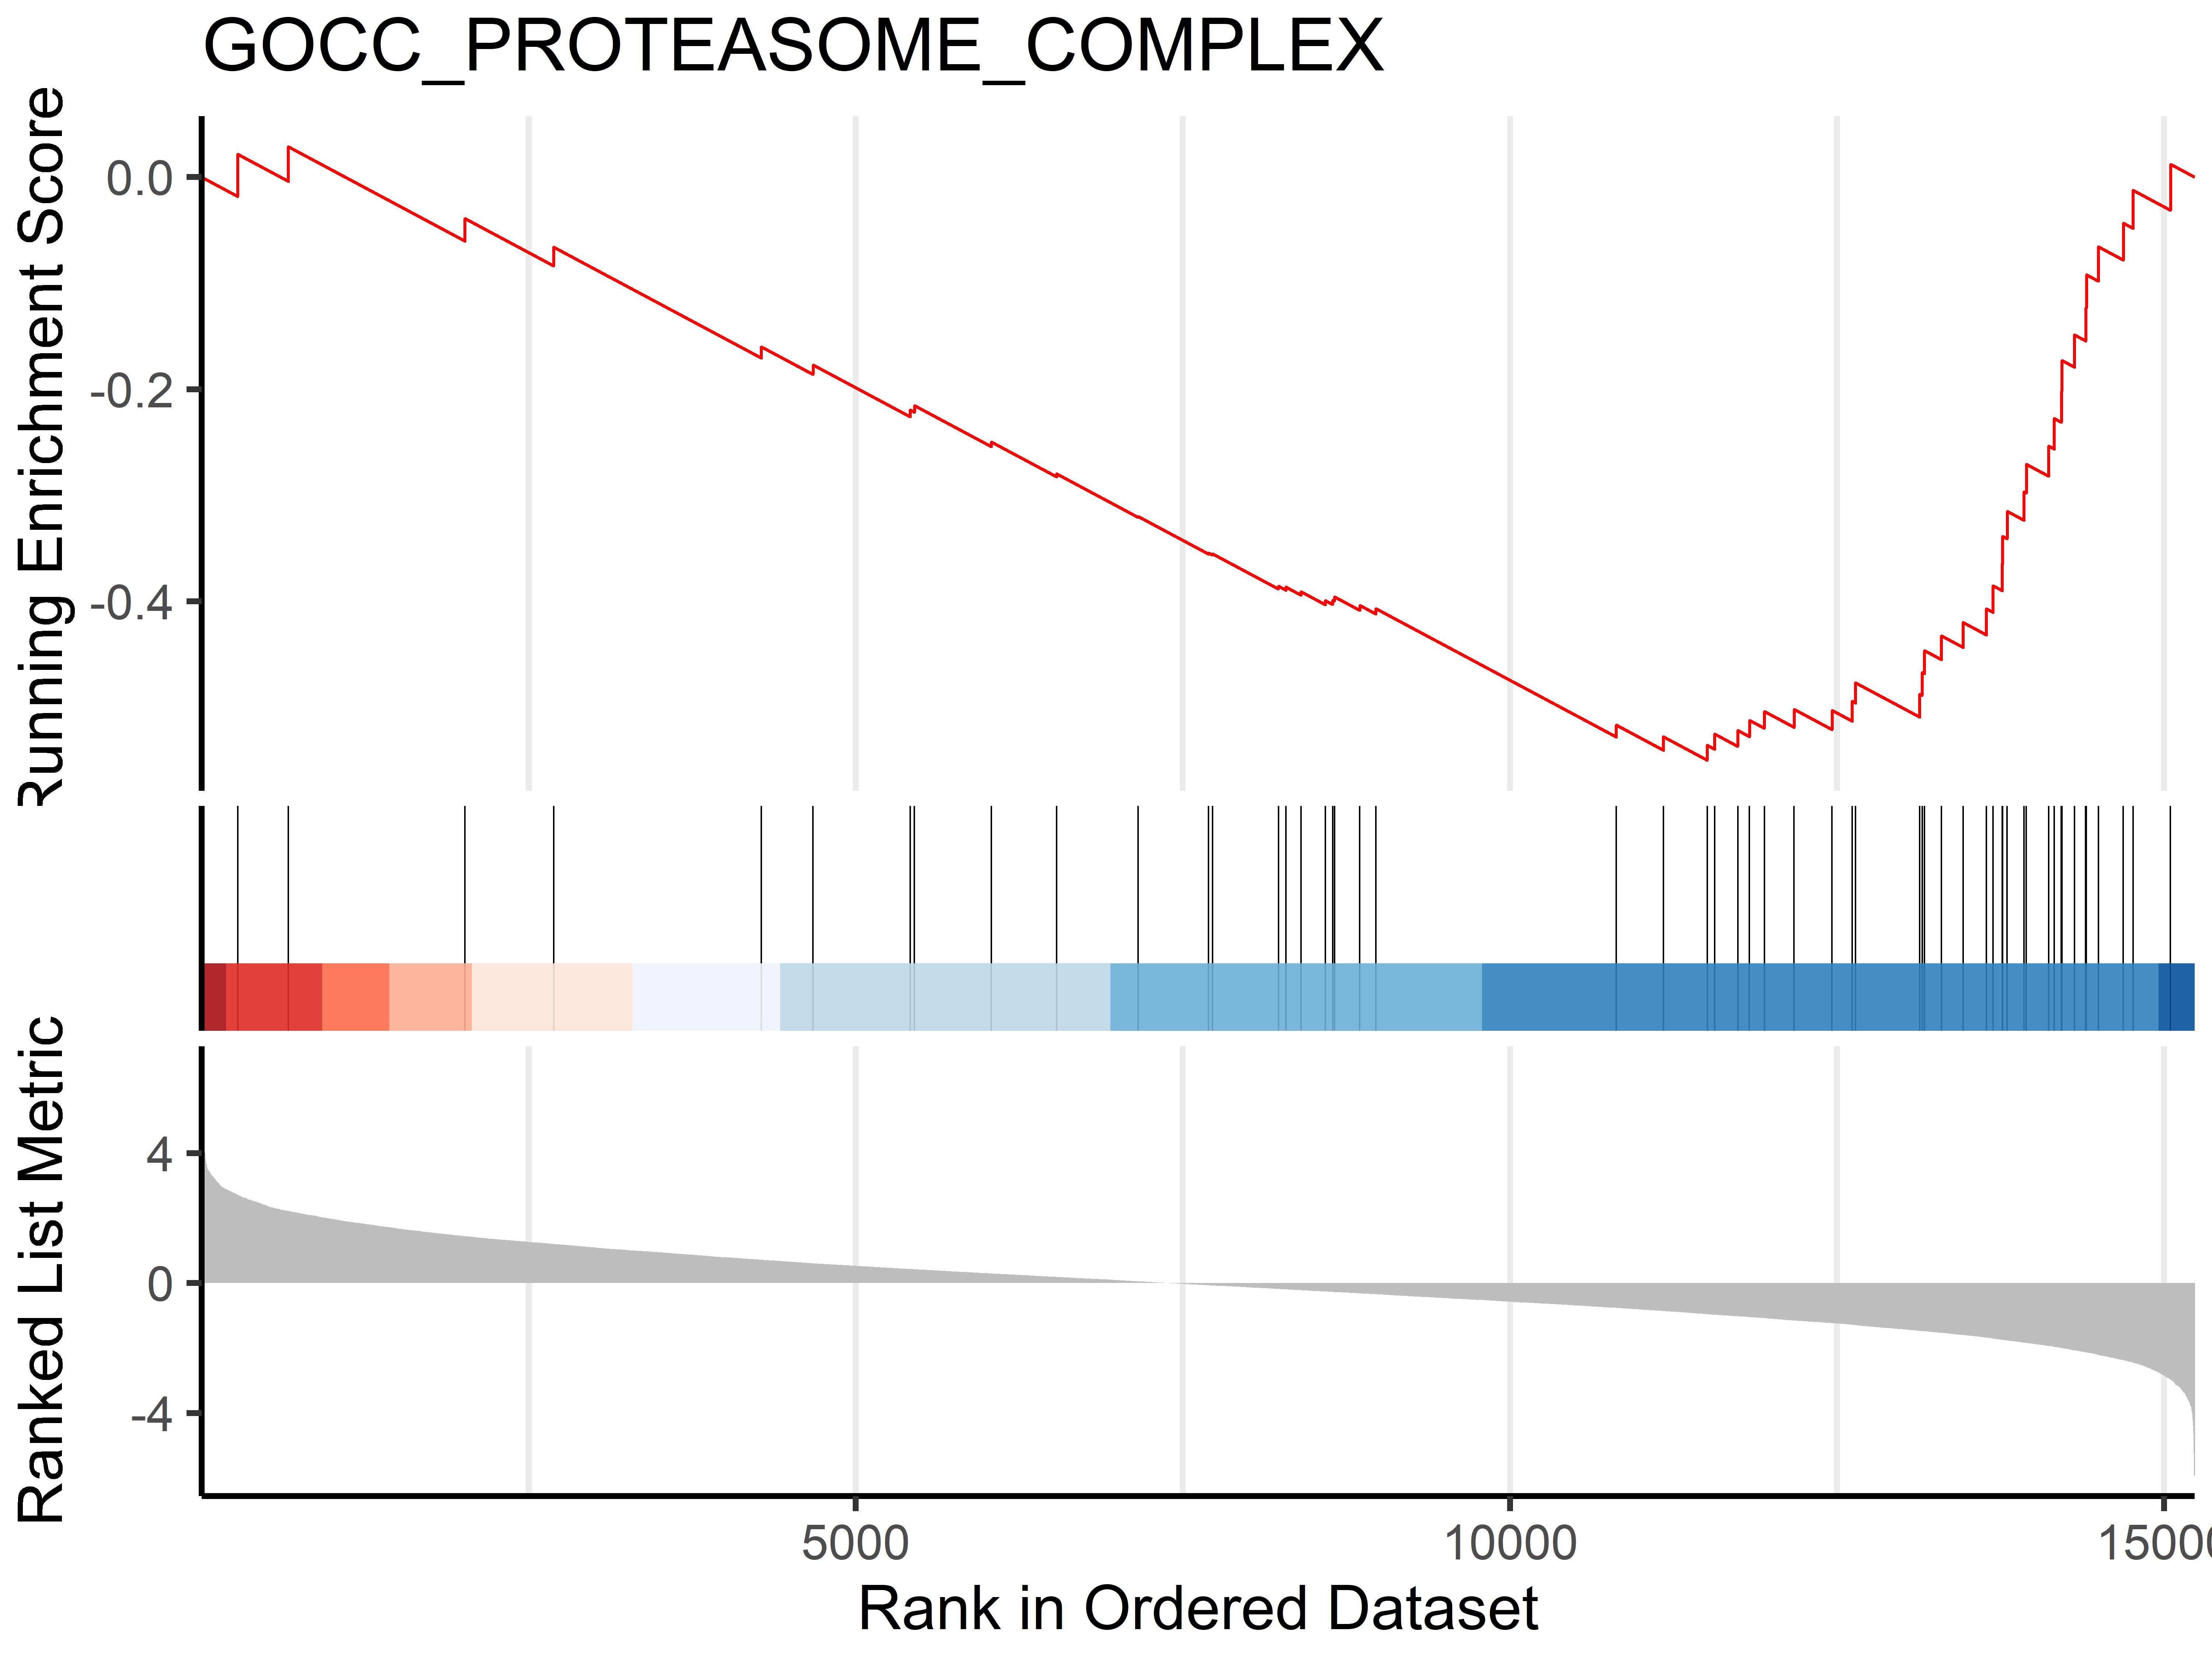 GOCC_PROTEASOME_COMPLEX
Running Enrichment Score
0.0
-0.2
-0.4
Ranked List Metric
4
0
-4
5000
10000
15000
Rank in Ordered Dataset